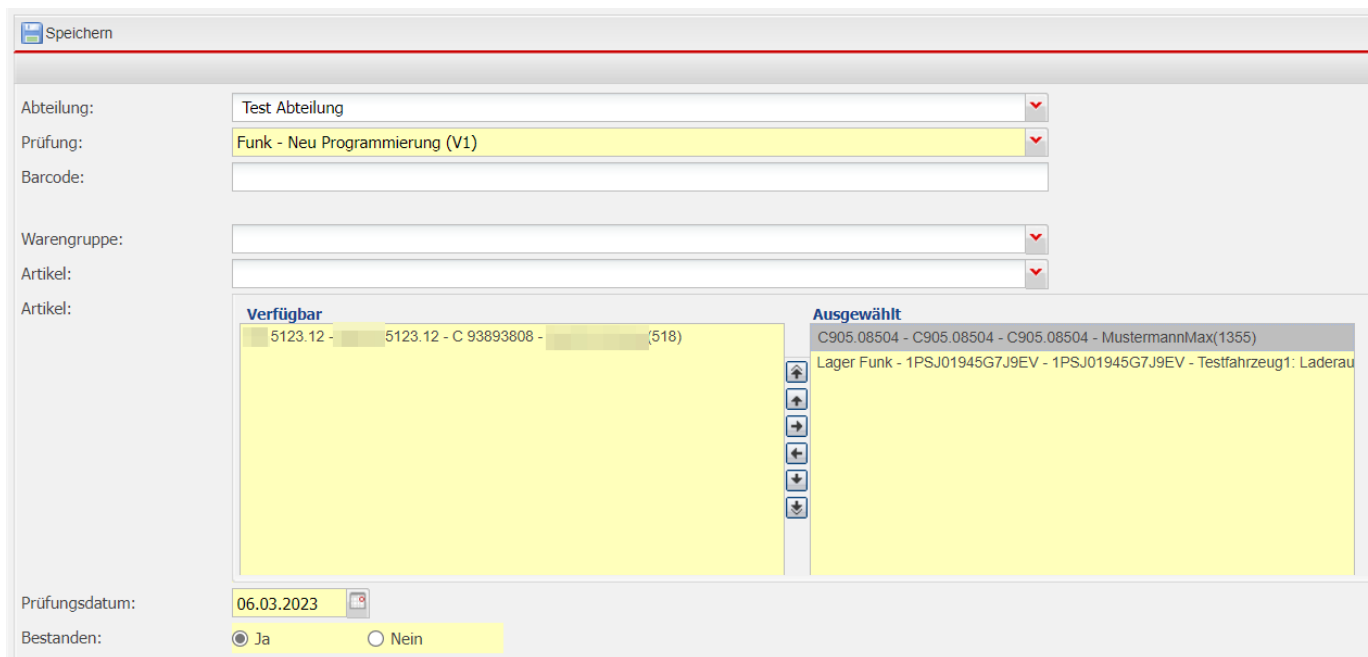 Speichern
Abteilung: Test Abteilung
Prüfung: Funk - Neu Programmierung (V1)
Barcode:
Warengruppe:
Artikel:
Artikel:
Verfügbar
5123.12 - 5123.12 - C 93893808 - (518)
Ausgewählt
C905.08504 - C905.08504 - C905.08504 - MustermannMax(1355)
Lager Funk - 1PSJ01945G7J9EV - 1PSJ01945G7J9EV - Testfahrzeug1: Laderau
Prüfungsdatum: 06.03.2023
Bestanden: Ja Nein